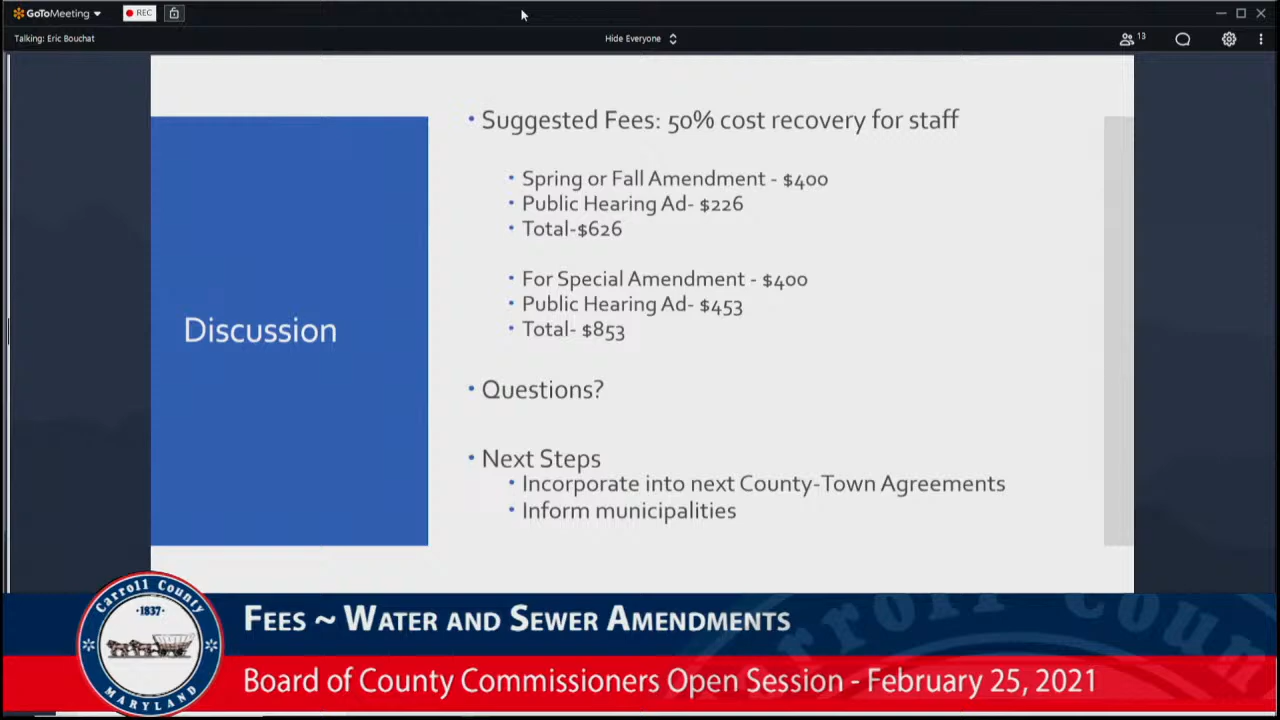 GoToMeeting
REC
Talking: Eric Bouchat
Hide Everyone
13
• Suggested Fees: 50% cost recovery for staff
• Spring or Fall Amendment - $400
• Public Hearing Ad- $226
• Total-$626
• For Special Amendment - $400
• Public Hearing Ad- $453
• Total- $853
Discussion
• Questions?
• Next Steps
• Incorporate into next County-Town Agreements
• Inform municipalities
Carroll County
·1837·
MARYLAND
FEES ~ WATER AND SEWER AMENDMENTS
Board of County Commissioners Open Session - February 25, 2021